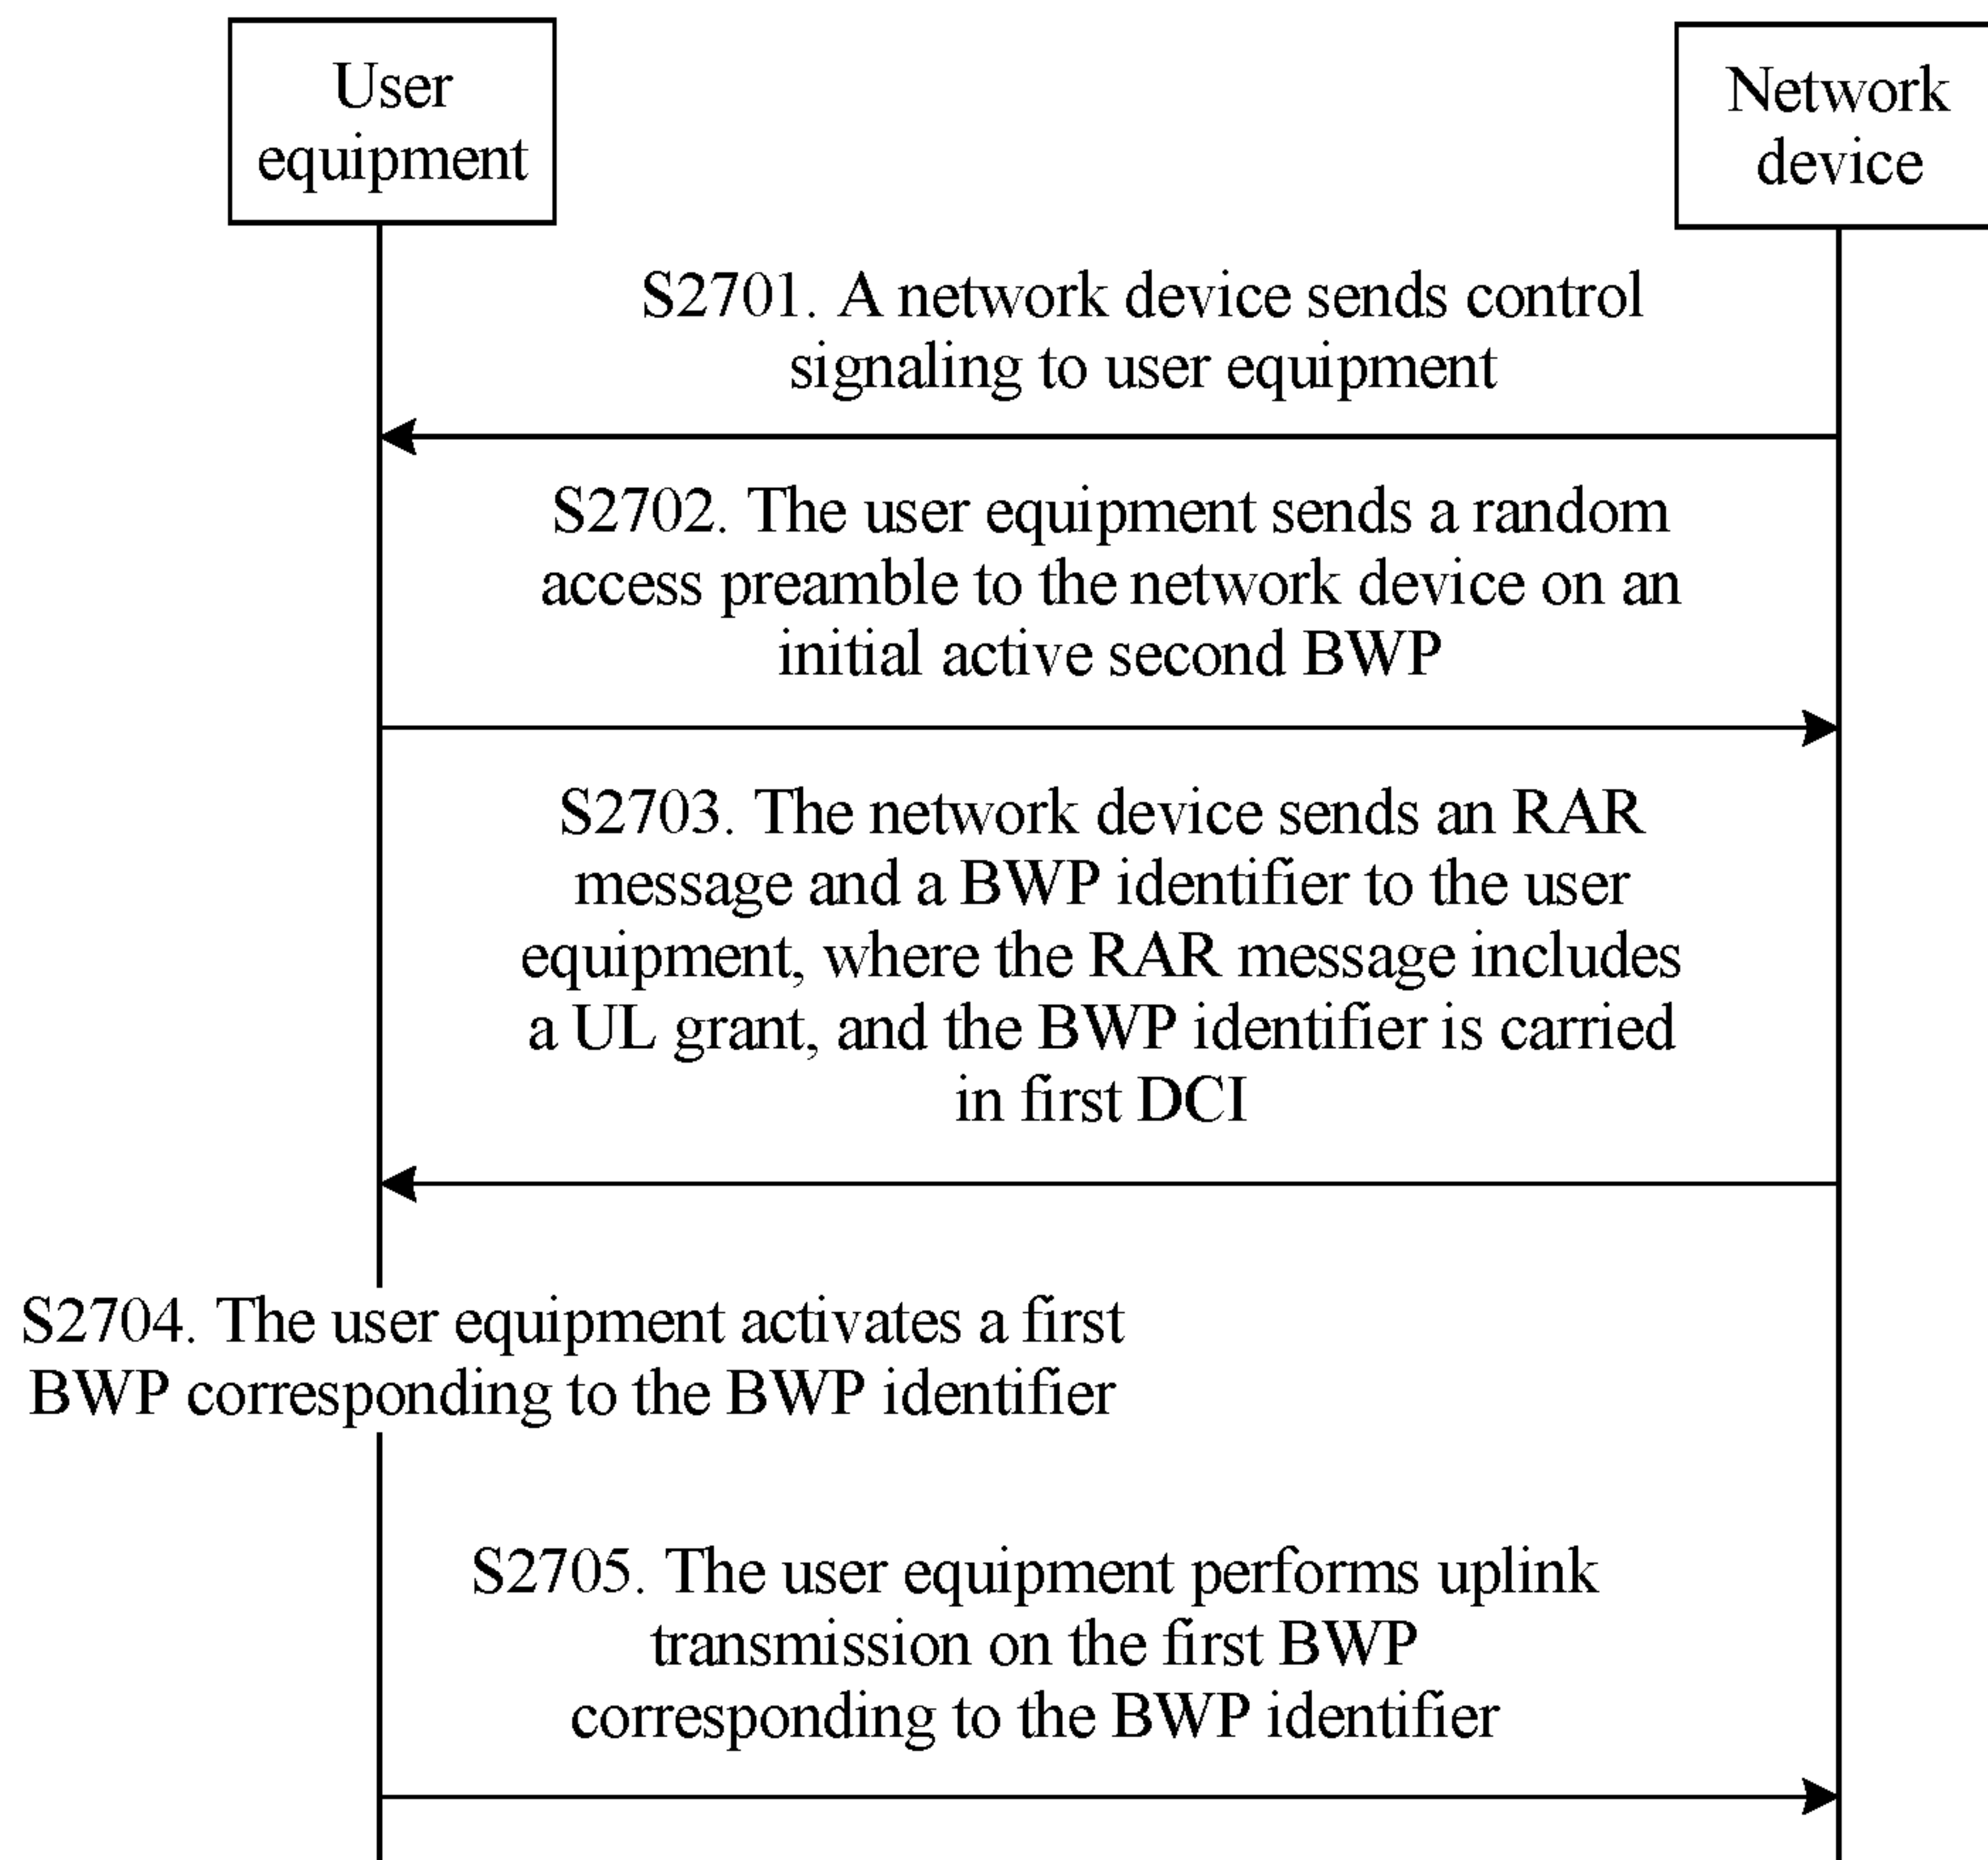 User
equipment
Network
device
S2701. A network device sends control
signaling to user equipment
S2702. The user equipment sends a random
access preamble to the network device on an
initial active second BWP
S2703. The network device sends an RAR
message and a BWP identifier to the user
equipment, where the RAR message includes
a UL grant, and the BWP identifier is carried
in first DCI
S2704. The user equipment activates a first
BWP corresponding to the BWP identifier
S2705. The user equipment performs uplink
transmission on the first BWP
corresponding to the BWP identifier